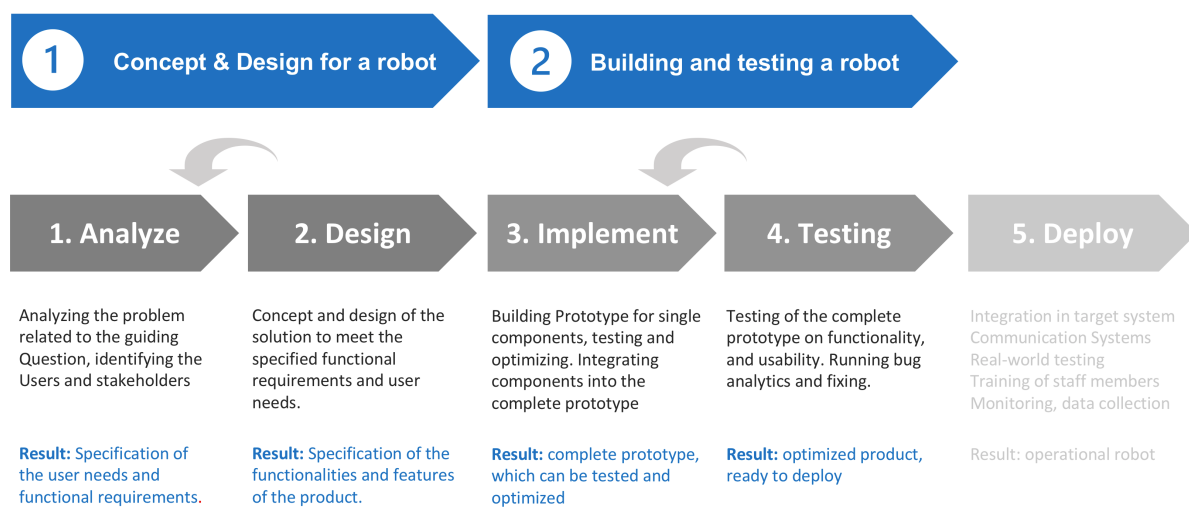 1 Concept & Design for a robot
2 Building and testing a robot
1. Analyze
2. Design
3. Implement
4. Testing
5. Deploy
Analyzing the problem
related to the guiding
Question, identifying the
Users and stakeholders
Result: Specification of
the user needs and
functional requirements.
Concept and design of the
solution to meet the
specified functional
requirements and user
needs.
Result: Specification of the
functionalities and features
of the product.
Building Prototype for single
components, testing and
optimizing. Integrating
components into the
complete prototype
Result: complete prototype,
which can be tested and
optimized
Testing of the complete
prototype on functionality,
and usability. Running bug
analytics and fixing.
Result: optimized product,
ready to deploy
Integration in target system
Communication Systems
Real-world testing
Training of staff members
Monitoring, data collection
Result: operational robot